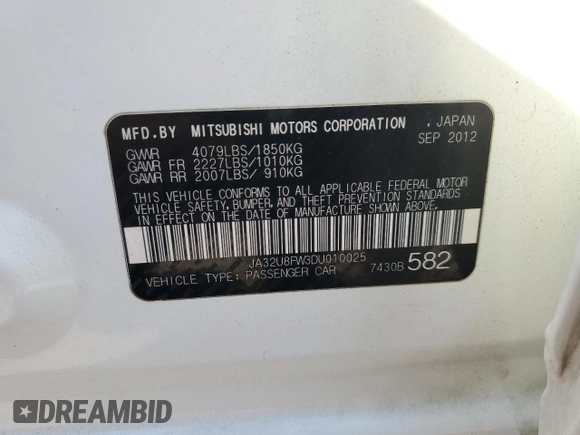 MFD.BY MITSUBISHI MOTORS CORPORATION . JAPAN
SEP 2012
GVWR 4079LBS/1850KG
GAWR FR 2227LBS/1010KG
GAWR RR 2007LBS/ 910KG
THIS VEHICLE CONFORMS TO ALL APPLICABLE FEDERAL MOTOR
VEHICLE SAFETY, BUMPER, AND THEFT PREVENTION STANDARDS
IN EFFECT ON THE DATE OF MANUFACTURE SHOWN ABOVE.
JA32U8FW3DU010025
VEHICLE TYPE: PASSENGER CAR 7430B 582
DREAMBID